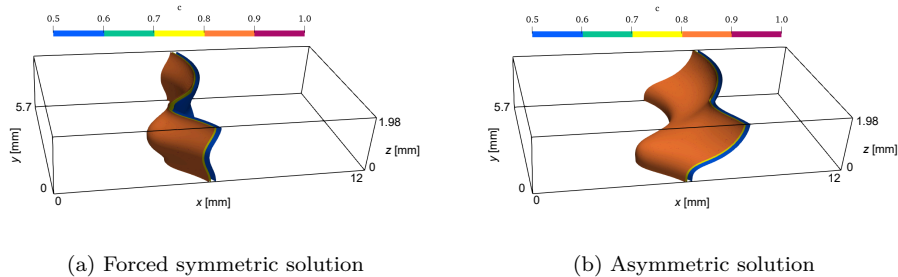 c
0.5 0.6 0.7 0.8 0.9 1.0
5.7
y [mm]
0
0
x [mm]
12
0
z [mm]
1.98
(a) Forced symmetric solution
c
0.5 0.6 0.7 0.8 0.9 1.0
5.7
y [mm]
0
0
x [mm]
12
0
z [mm]
1.98
(b) Asymmetric solution